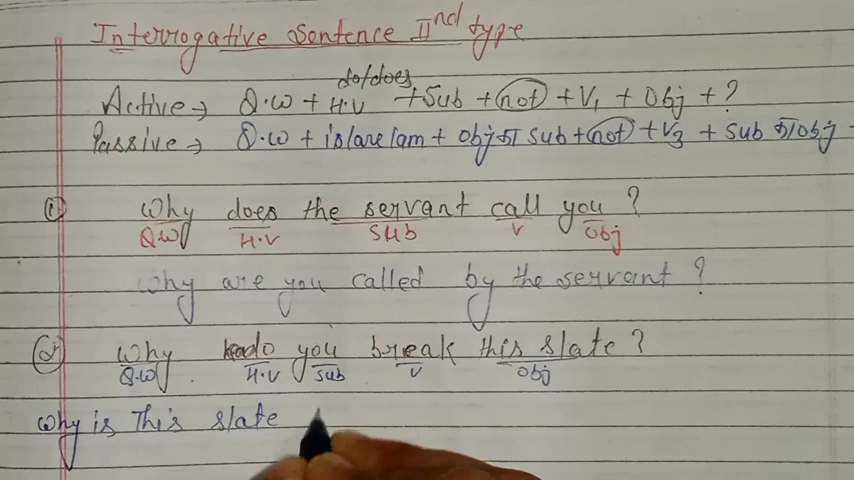 Interrogative Sentence IInd type
do/does
Active → Q.W + H.V + Sub + not + V1 + Obj + ?
Passive → Q.W + is/are/am + Obj का Sub + not + V3 + Sub का Obj
① Why does the servant call you ?
Q.W H.V Sub V Obj
Why are you called by the servant ?
② Why do you break this slate ?
Q.W H.V Sub V Obj
Why is This slate